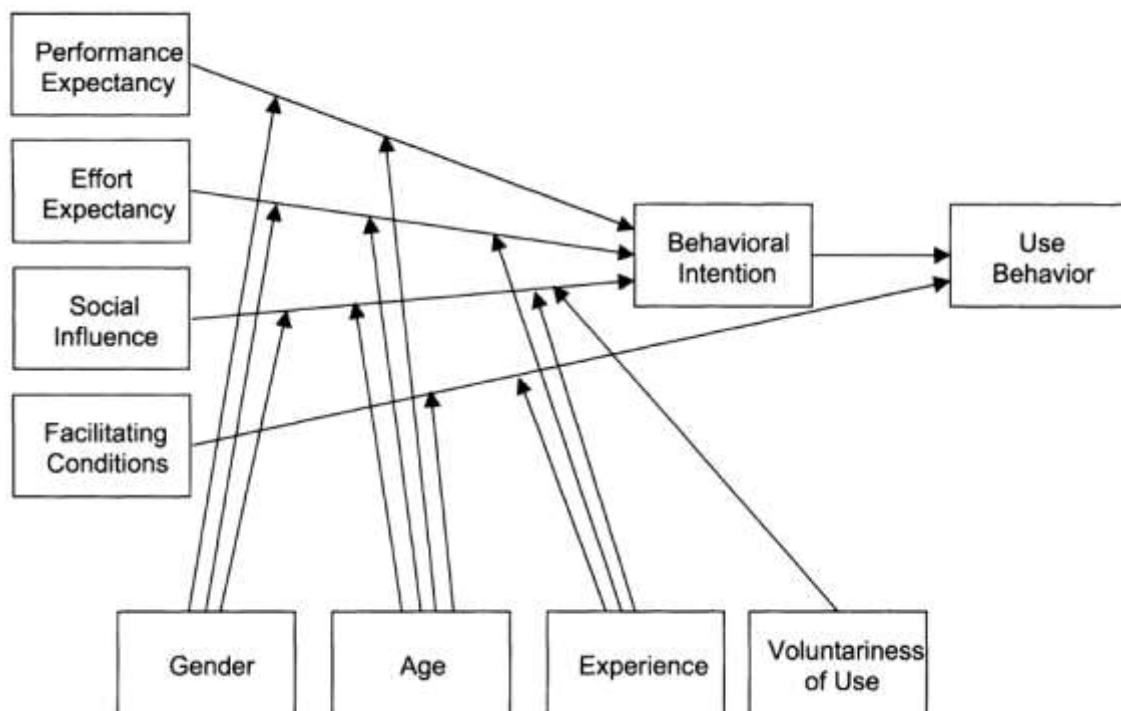 Performance
Expectancy
Effort
Expectancy
Social
Influence
Facilitating
Conditions
Behavioral
Intention
Use
Behavior
Gender
Age
Experience
Voluntariness
of Use